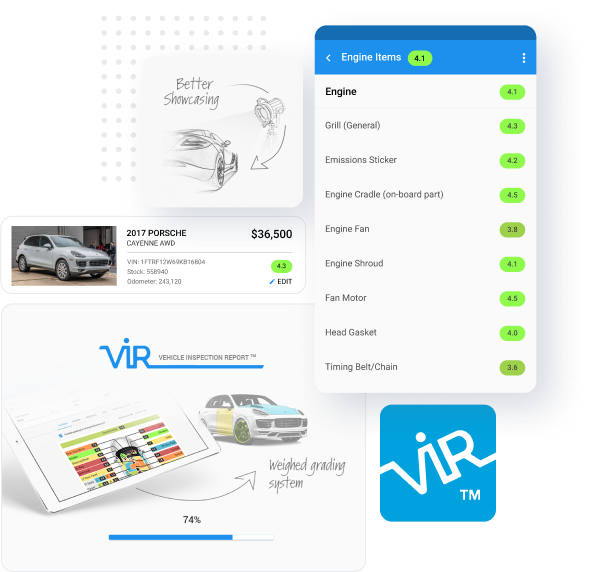 Better
Showcasing
Engine Items 4.1
Engine 4.1
Grill (General) 4.3
Emissions Sticker 4.2
Engine Cradle (on-board part) 4.5
Engine Fan 3.8
Engine Shroud 4.1
Fan Motor 4.5
Head Gasket 4.0
Timing Belt/Chain 3.6
2017 PORSCHE $36,500
CAYENNE AWD
VIN: 1FTRF12W69KB16804 4.3
Stock: 558940
Odometer: 243,120 EDIT
ViR VEHICLE INSPECTION REPORT ™
Weighed grading
system
74%
ViR
TM